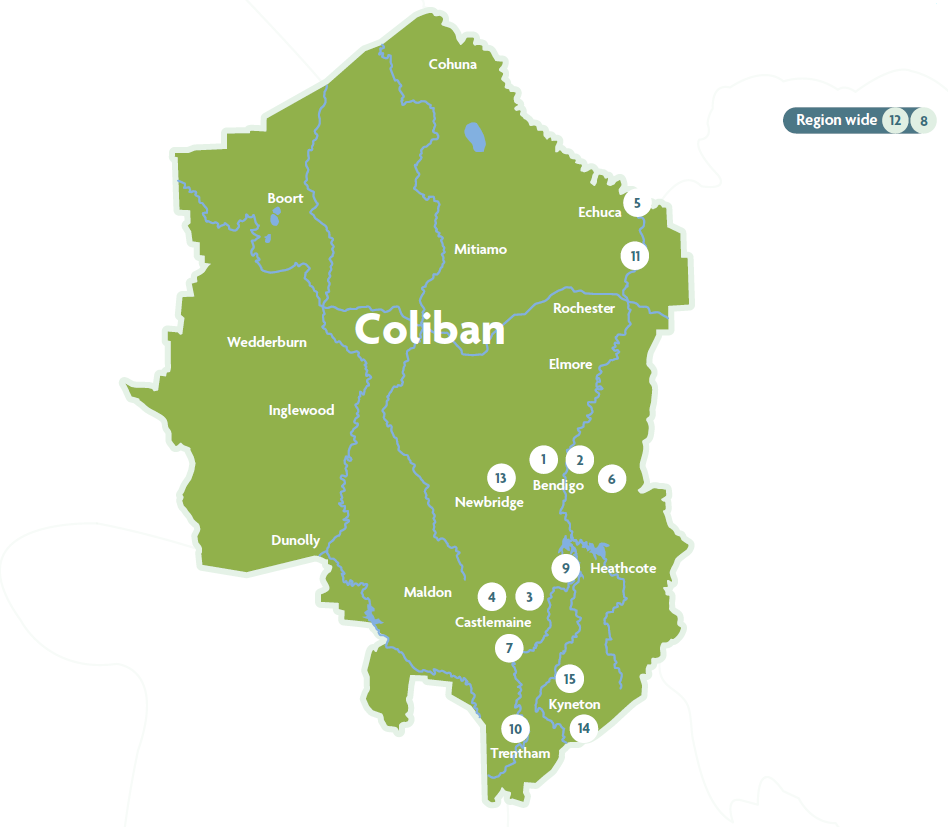 Cohuna
Region wide 12 8
Boort
5
Echuca
Mitiamo
11
Rochester
Coliban
Wedderburn
Elmore
Inglewood
1
2
13
6
Bendigo
Newbridge
Dunolly
9
Heathcote
Maldon
4
3
Castlemaine
7
15
Kyneton
10
14
Trentham